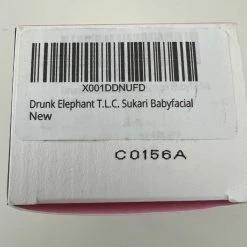 X001DDNUFD
Drunk Elephant T.L.C. Sukari Babyfacial
New
C0156A